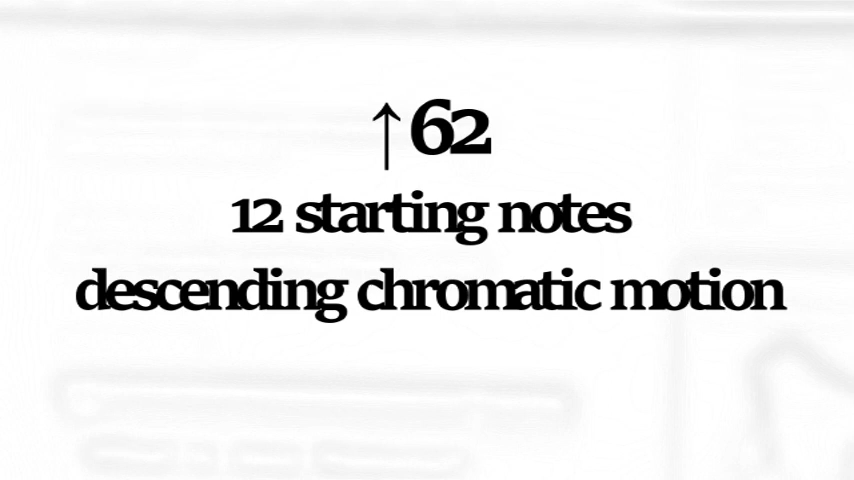 ↑62
12 starting notes
descending chromatic motion